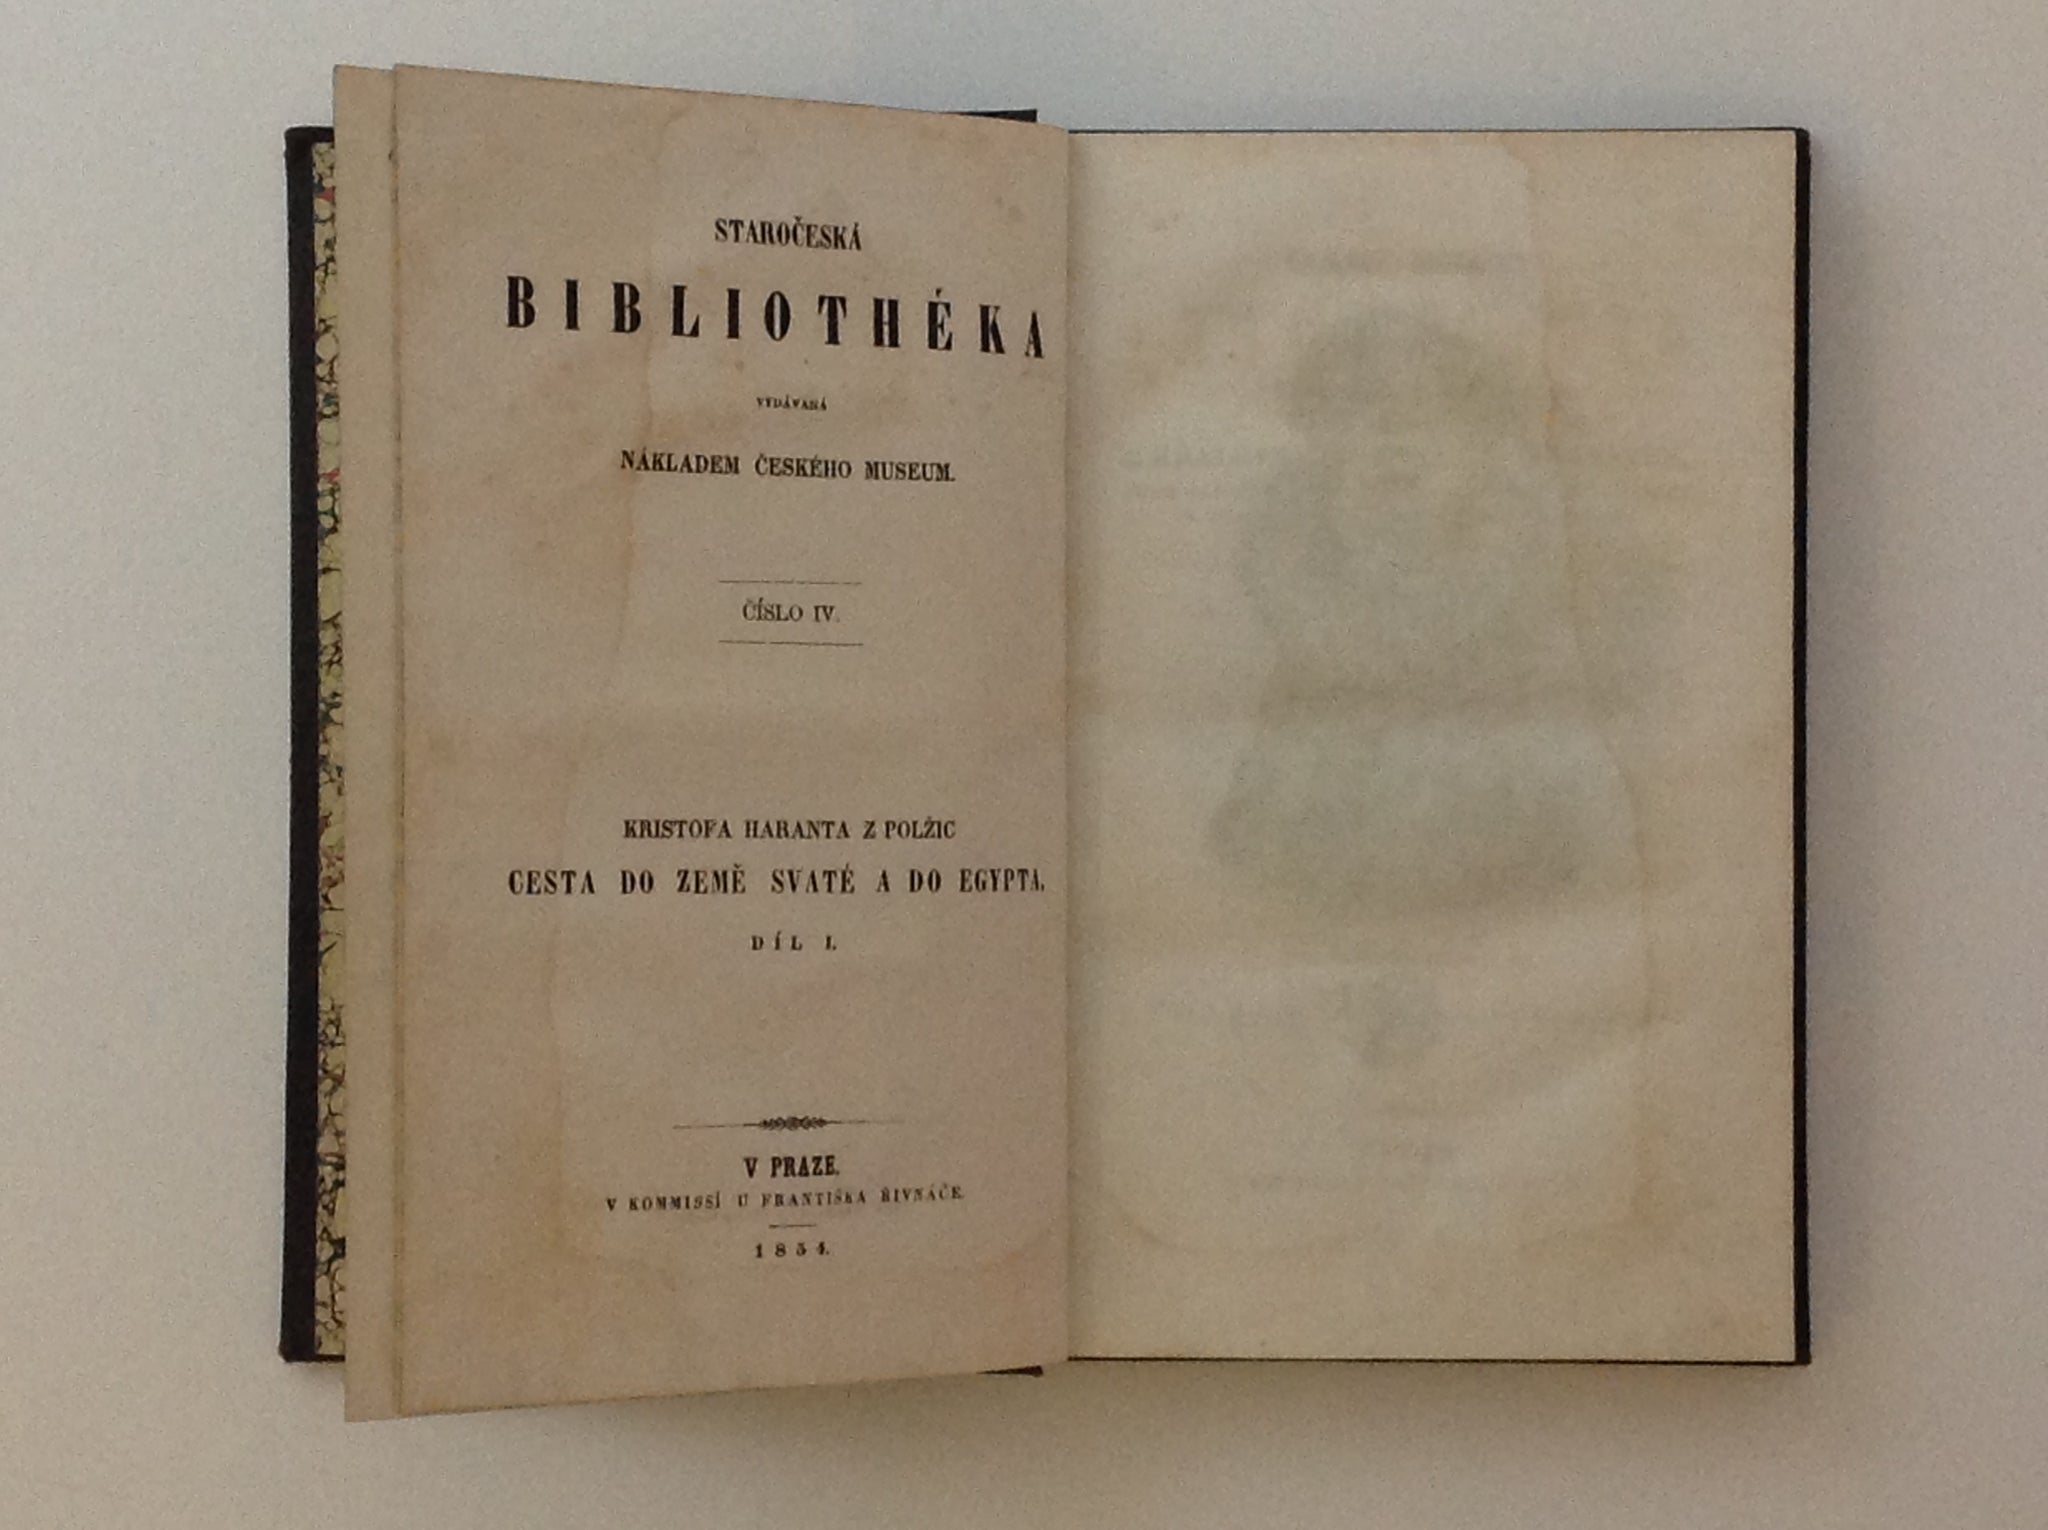 STAROČESKÁ
BIBLIOTHÉKA
VYDÁVANÁ
NÁKLADEM ČESKÉHO MUSEUM.
ČÍSLO IV.
KRISTOFA HARANTA Z POLŽIC
CESTA DO ZEMĚ SVATÉ A DO EGYPTA.
DÍL I.
V PRAZE.
V KOMMISSÍ U FRANTIŠKA ŘIVNÁČE.
1854.